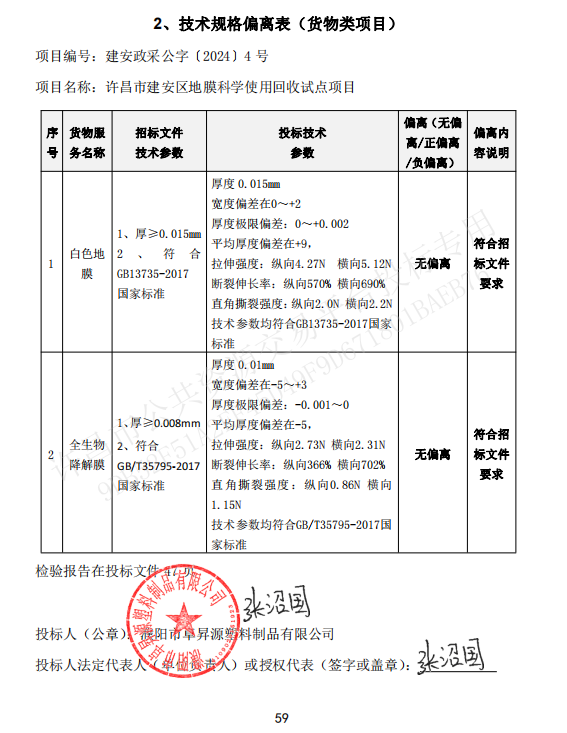 2、技术规格偏离表（货物类项目）
项目编号：建安政采公字〔2024〕4 号
项目名称：许昌市建安区地膜科学使用回收试点项目
序号 货物服务名称 招标文件技术参数 投标技术参数 偏离（无偏离/正偏离/负偏离） 偏离内容说明
1
白色地膜
1、厚≥0.015mm
2、符合
GB13735-2017
国家标准
厚度 0.015mm
宽度偏差在0～+2
厚度极限偏差：0～+0.002
平均厚度偏差在+9，
拉伸强度：纵向4.27N 横向5.12N
断裂伸长率：纵向570% 横向690%
直角撕裂强度：纵向2.0N 横向2.2N
技术参数均符合GB13735-2017国家
标准
无偏离
符合招
标文件
要求
2
全生物
降解膜
1、厚≥0.008mm
2、符合
GB/T35795-2017
国家标准
厚度 0.01mm
宽度偏差在-5～+3
厚度极限偏差：-0.001～0
平均厚度偏差在-5，
拉伸强度：纵向2.73N 横向2.31N
断裂伸长率：纵向366% 横向702%
直角撕裂强度：纵向0.86N 横向
1.15N
技术参数均符合GB/T35795-2017国
家标准
无偏离
符合招
标文件
要求
检验报告在投标文件 47 页
张沼国
投标人（公章）：濮阳市阜昇源塑料制品有限公司
投标人法定代表人（单位负责人）或授权代表（签字或盖章）：张沼国
59